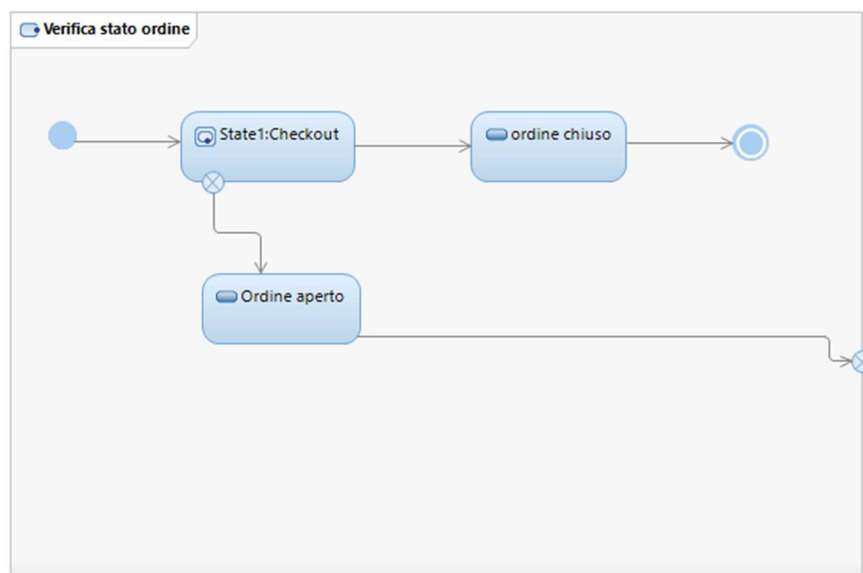 Verifica stato ordine
State1:Checkout
ordine chiuso
Ordine aperto